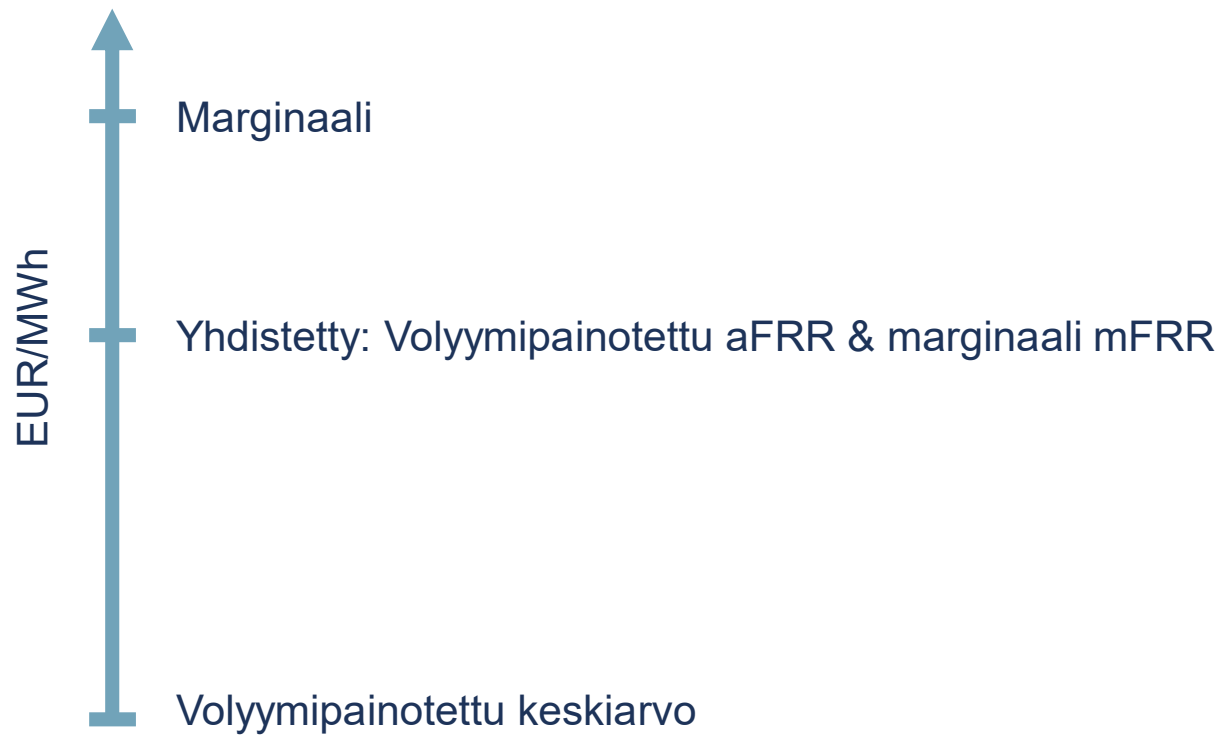 Marginaali
EUR/MWh
Yhdistetty: Volyymipainotettu aFRR & marginaali mFRR
Volyymipainotettu keskiarvo